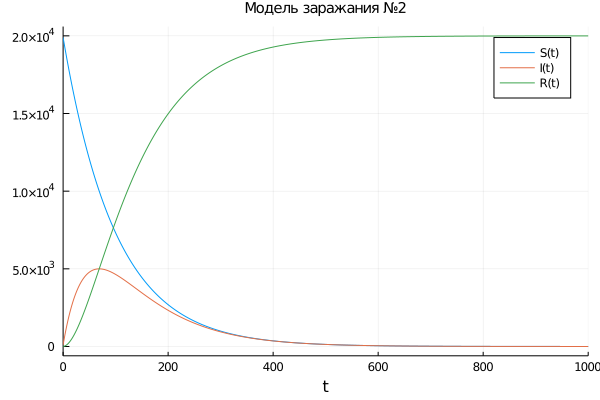 Модель заражания №2
2.0×10⁴
1.5×10⁴
1.0×10⁴
5.0×10³
0
0 200 400 600 800 1000
t
S(t)
I(t)
R(t)